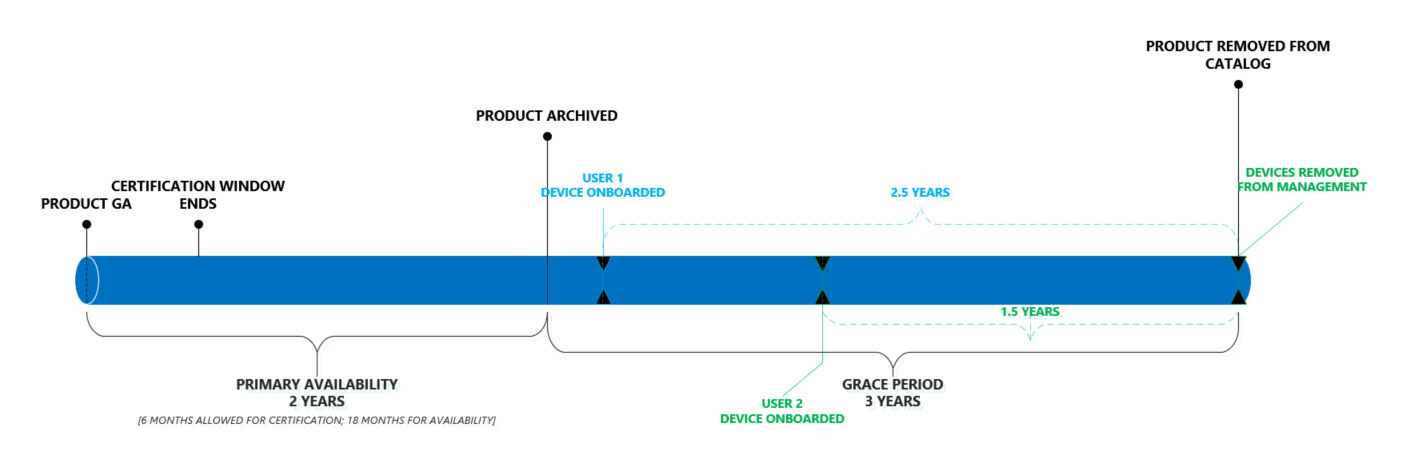 PRODUCT REMOVED FROM
CATALOG
PRODUCT ARCHIVED
USER 1
DEVICE ONBOARDED
2.5 YEARS
DEVICES REMOVED
FROM MANAGEMENT
CERTIFICATION WINDOW
ENDS
PRODUCT GA
1.5 YEARS
PRIMARY AVAILABILITY
2 YEARS
[6 MONTHS ALLOWED FOR CERTIFICATION; 18 MONTHS FOR AVAILABILITY]
GRACE PERIOD
3 YEARS
USER 2
DEVICE ONBOARDED